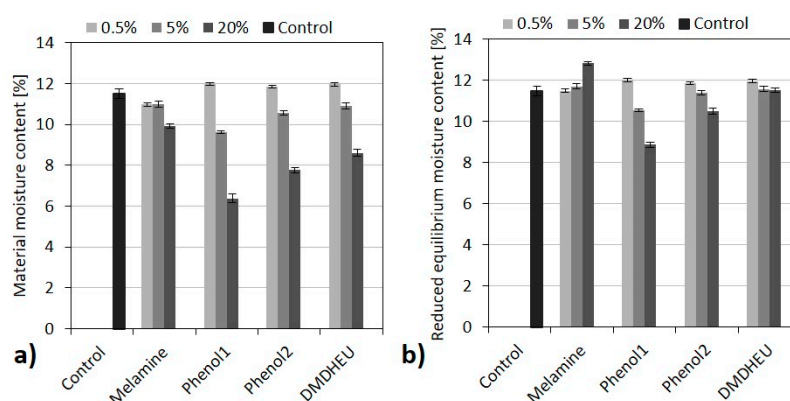 0.5% 5% 20% Control
Material moisture content [%]
14
12
10
8
6
4
2
0
Control
Melamine
Phenol1
Phenol2
DMDHEU
a)
0.5% 5% 20% Control
Reduced equilibrium moisture content [%]
14
12
10
8
6
4
2
0
Control
Melamine
Phenol1
Phenol2
DMDHEU
b)